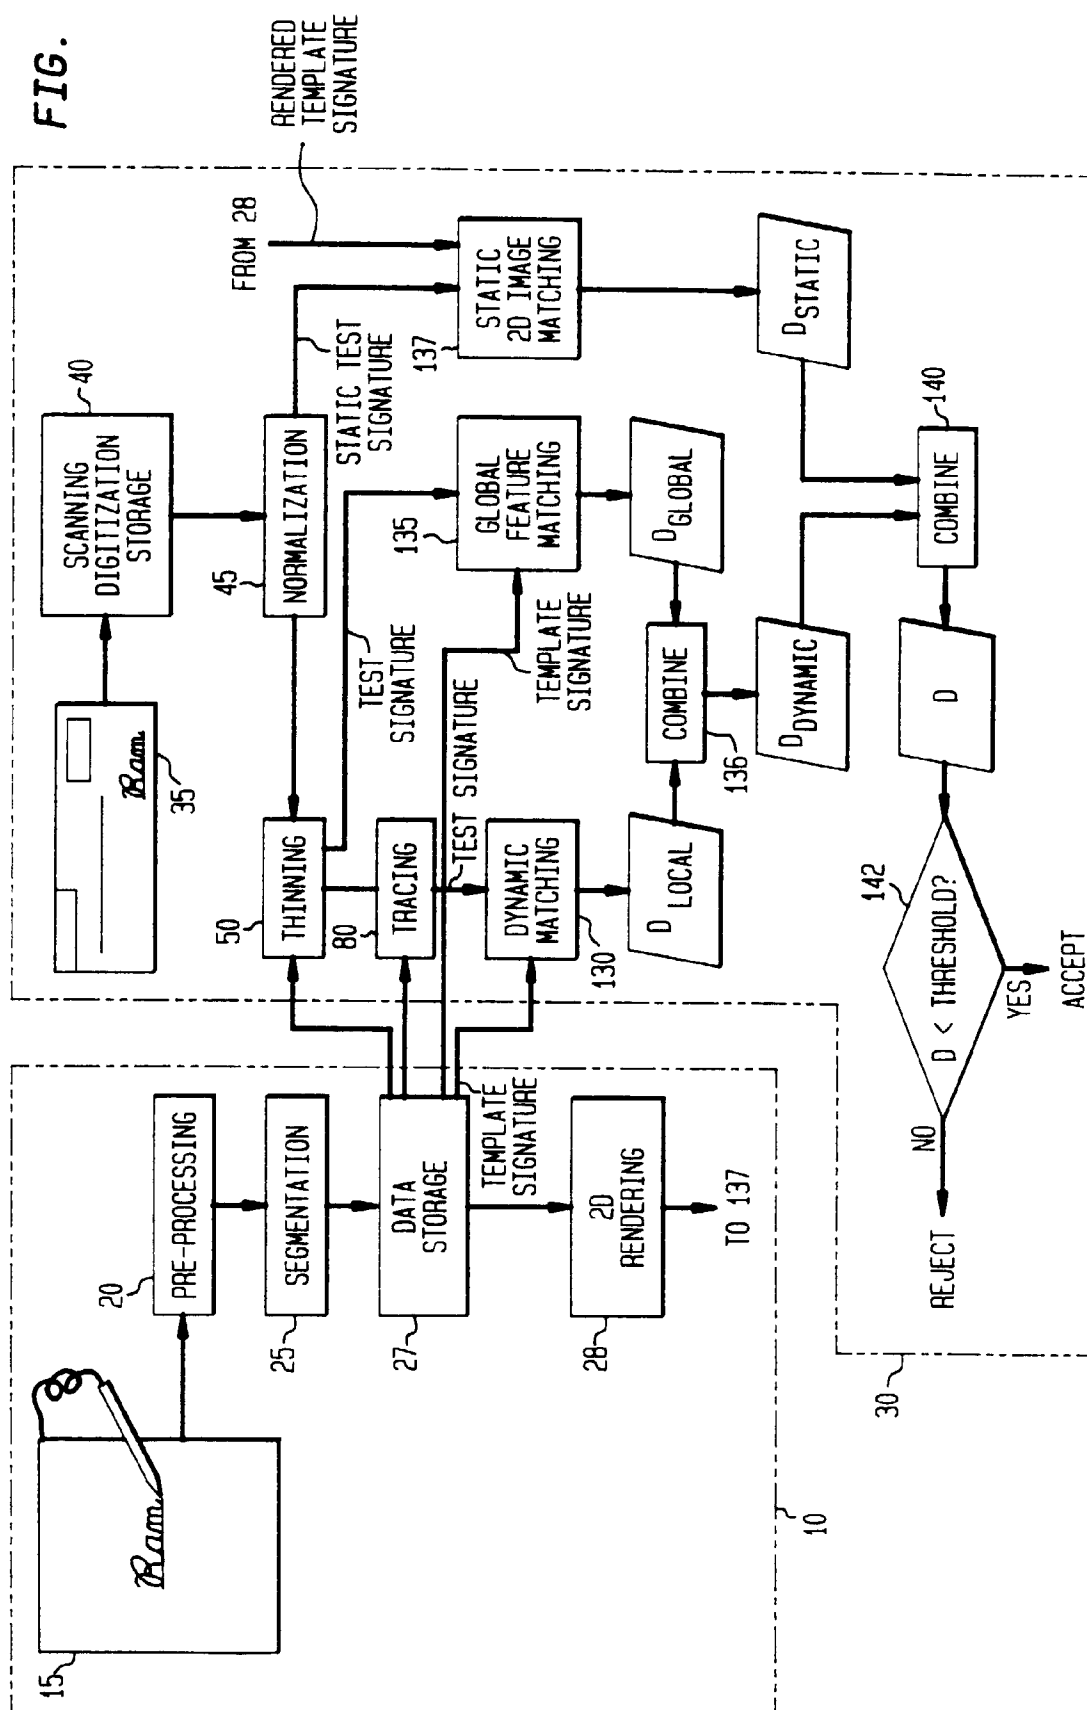 FIG.
15
Ram
10
20
PRE-PROCESSING
25
SEGMENTATION
27
DATA
STORAGE
TEMPLATE
SIGNATURE
28
2D
RENDERING
TO 137
30
35
Ram
40
SCANNING
DIGITIZATION
STORAGE
45
NORMALIZATION
STATIC TEST
SIGNATURE
FROM 28
RENDERED
TEMPLATE
SIGNATURE
50
THINNING
TEST
SIGNATURE
80
TRACING
TEST SIGNATURE
130
DYNAMIC
MATCHING
135
GLOBAL
FEATURE
MATCHING
TEMPLATE
SIGNATURE
137
STATIC
2D IMAGE
MATCHING
D LOCAL
D GLOBAL
D STATIC
COMBINE
136
D DYNAMIC
COMBINE
140
D
142
D < THRESHOLD?
NO
REJECT
YES
ACCEPT